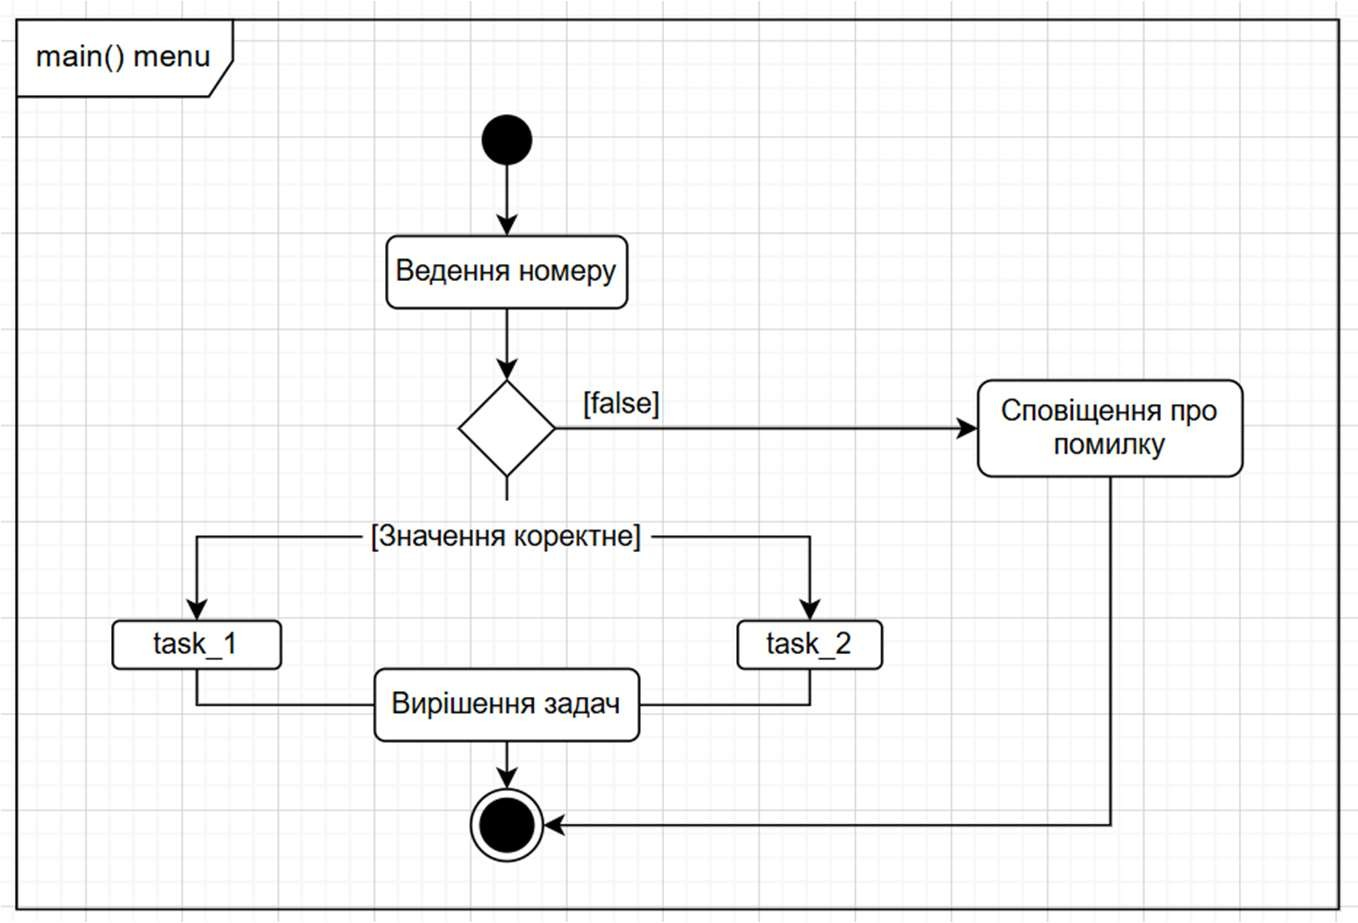 main() menu
Ведення номеру
[false]
Сповіщення про
помилку
[Значення коректне]
task_1
task_2
Вирішення задач